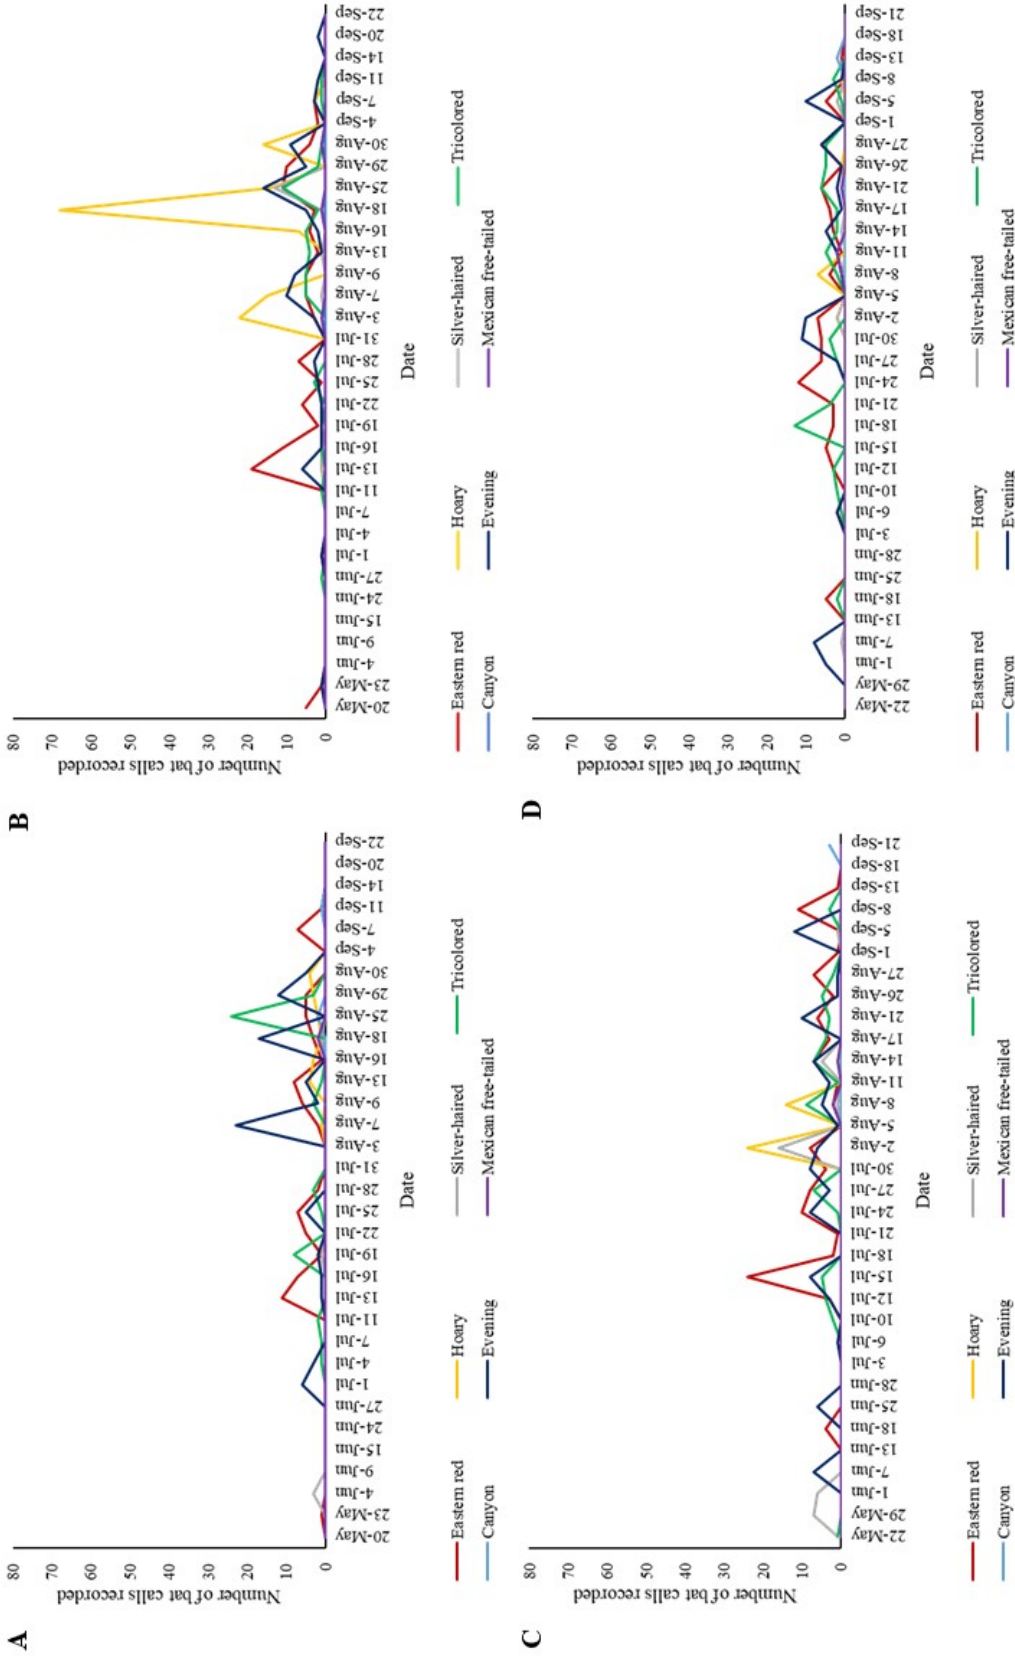 A
Number of bat calls recorded
80
70
60
50
40
30
20
10
0
20-May
23-May
4-Jun
9-Jun
15-Jun
24-Jun
27-Jun
1-Jul
4-Jul
7-Jul
11-Jul
13-Jul
16-Jul
19-Jul
22-Jul
25-Jul
28-Jul
31-Jul
3-Aug
7-Aug
9-Aug
13-Aug
16-Aug
18-Aug
25-Aug
29-Aug
30-Aug
4-Sep
7-Sep
11-Sep
14-Sep
20-Sep
22-Sep
Date
Eastern red
Hoary
Silver-haired
Tricolored
Canyon
Evening
Mexican free-tailed
B
Number of bat calls recorded
80
70
60
50
40
30
20
10
0
20-May
23-May
4-Jun
9-Jun
15-Jun
24-Jun
27-Jun
1-Jul
4-Jul
7-Jul
11-Jul
13-Jul
16-Jul
19-Jul
22-Jul
25-Jul
28-Jul
31-Jul
3-Aug
7-Aug
9-Aug
13-Aug
16-Aug
18-Aug
25-Aug
29-Aug
30-Aug
4-Sep
7-Sep
11-Sep
14-Sep
20-Sep
22-Sep
Date
Eastern red
Hoary
Silver-haired
Tricolored
Canyon
Evening
Mexican free-tailed
C
Number of bat calls recorded
80
70
60
50
40
30
20
10
0
22-May
29-May
1-Jun
7-Jun
13-Jun
18-Jun
25-Jun
28-Jun
3-Jul
6-Jul
10-Jul
12-Jul
15-Jul
18-Jul
21-Jul
24-Jul
27-Jul
30-Jul
2-Aug
5-Aug
8-Aug
11-Aug
14-Aug
17-Aug
21-Aug
26-Aug
27-Aug
1-Sep
5-Sep
8-Sep
13-Sep
18-Sep
21-Sep
Date
Eastern red
Hoary
Silver-haired
Tricolored
Canyon
Evening
Mexican free-tailed
D
Number of bat calls recorded
80
70
60
50
40
30
20
10
0
22-May
29-May
1-Jun
7-Jun
13-Jun
18-Jun
25-Jun
28-Jun
3-Jul
6-Jul
10-Jul
12-Jul
15-Jul
18-Jul
21-Jul
24-Jul
27-Jul
30-Jul
2-Aug
5-Aug
8-Aug
11-Aug
14-Aug
17-Aug
21-Aug
26-Aug
27-Aug
1-Sep
5-Sep
8-Sep
13-Sep
18-Sep
21-Sep
Date
Eastern red
Hoary
Silver-haired
Tricolored
Canyon
Evening
Mexican free-tailed